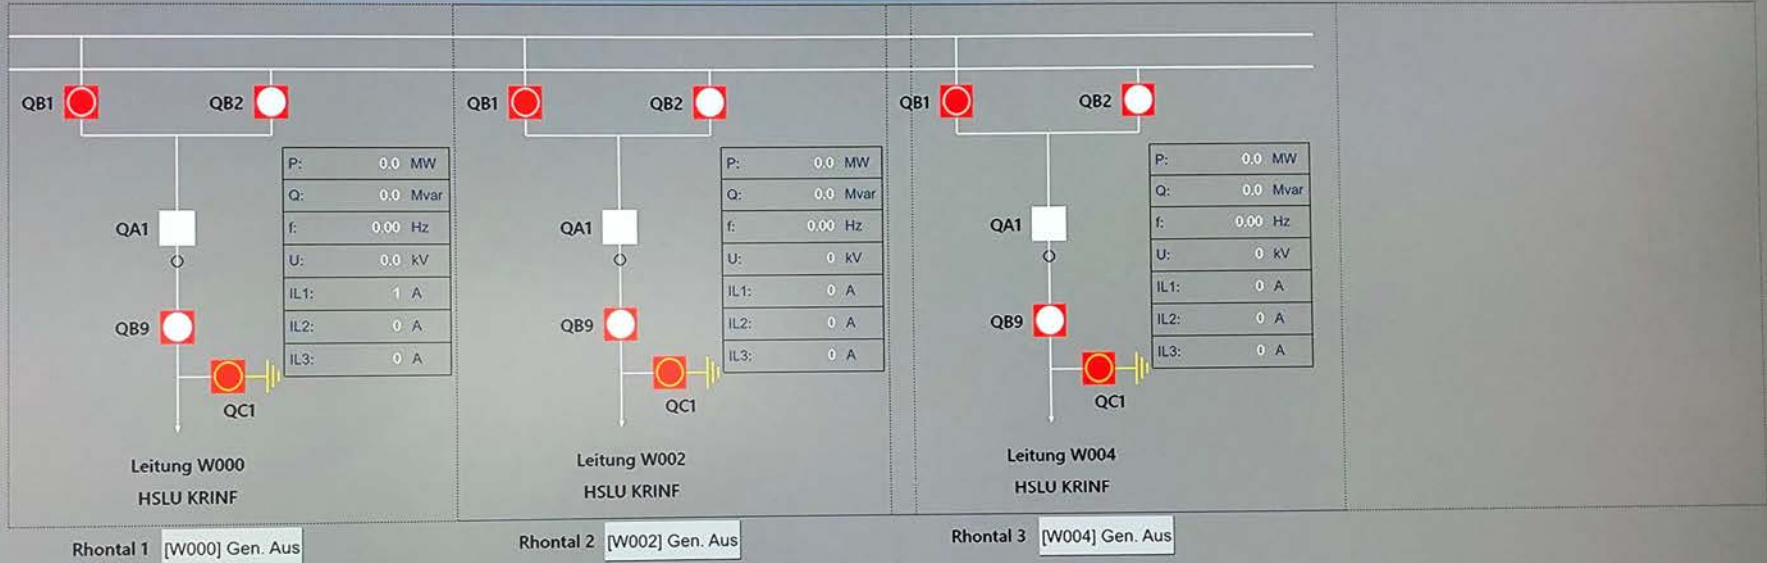 QB1
QB2
QA1
QB9
QC1
P: 0.0 MW
Q: 0.0 Mvar
f: 0.00 Hz
U: 0.0 kV
IL1: 1 A
IL2: 0 A
IL3: 0 A
Leitung W000
HSLU KRINF
Rhontal 1 [W000] Gen. Aus
QB1
QB2
QA1
QB9
QC1
P: 0.0 MW
Q: 0.0 Mvar
f: 0.00 Hz
U: 0 kV
IL1: 0 A
IL2: 0 A
IL3: 0 A
Leitung W002
HSLU KRINF
Rhontal 2 [W002] Gen. Aus
QB1
QB2
QA1
QB9
QC1
P: 0.0 MW
Q: 0.0 Mvar
f: 0.00 Hz
U: 0 kV
IL1: 0 A
IL2: 0 A
IL3: 0 A
Leitung W004
HSLU KRINF
Rhontal 3 [W004] Gen. Aus